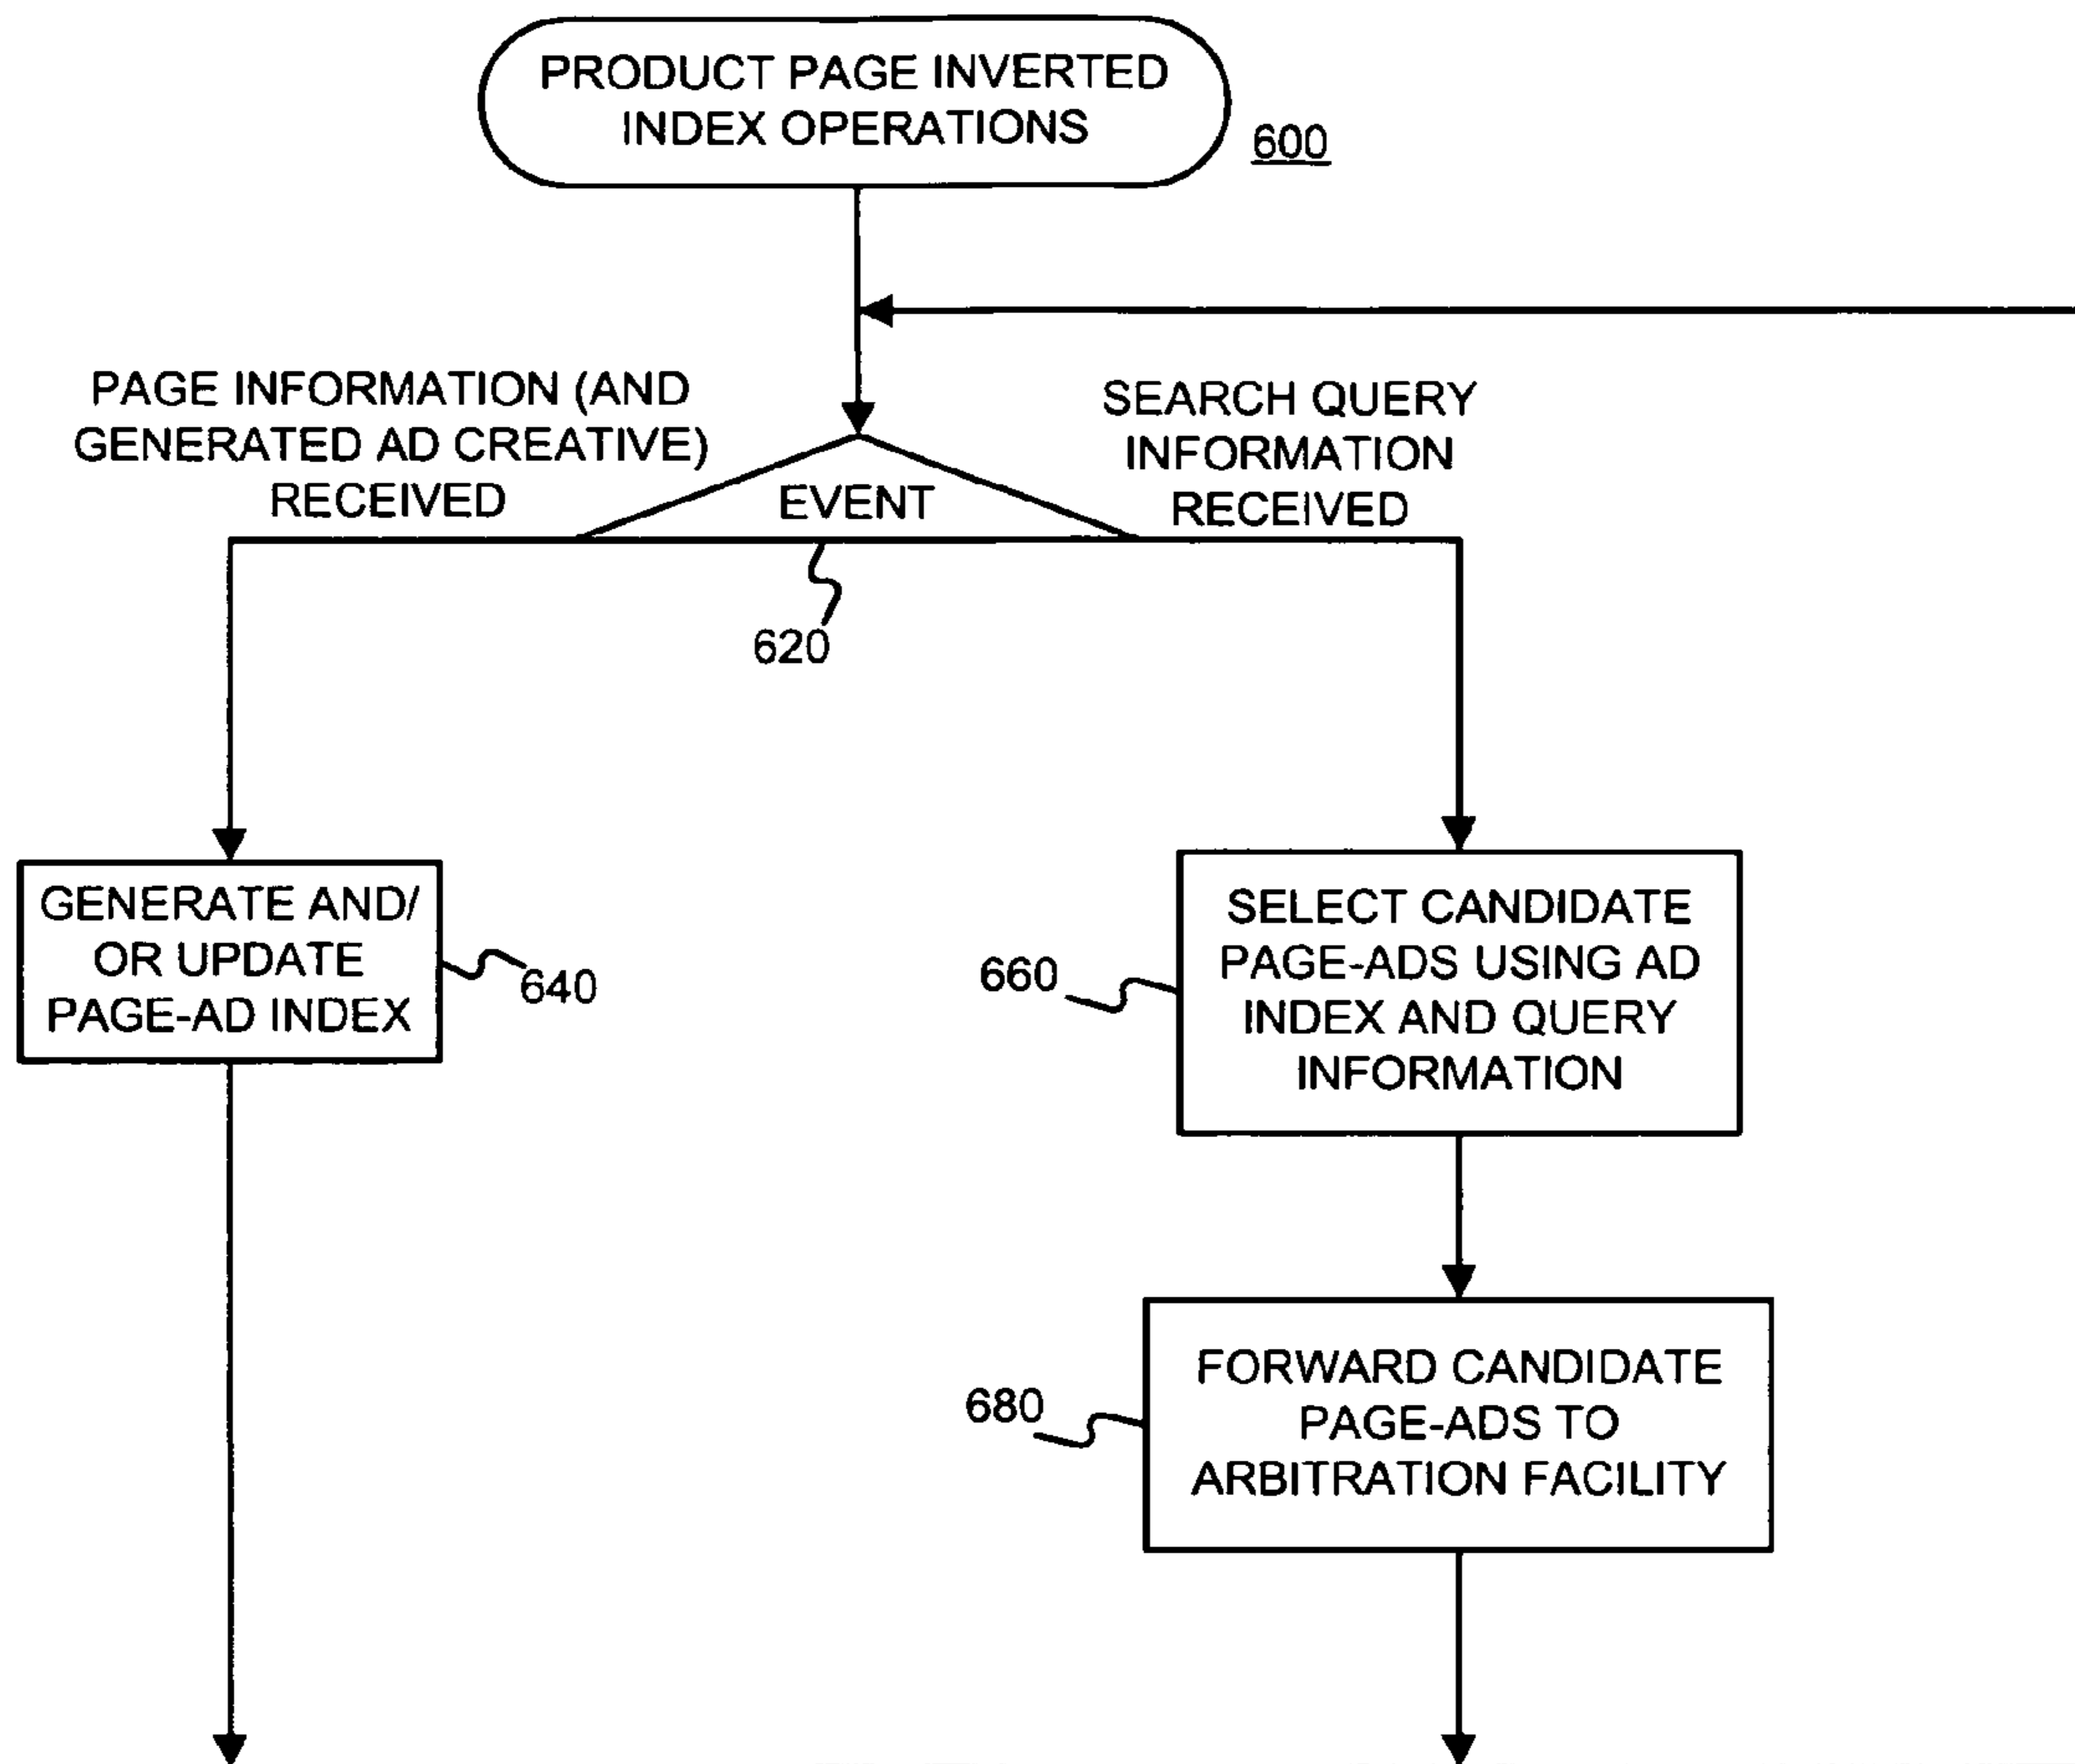 PRODUCT PAGE INVERTED
INDEX OPERATIONS
600
PAGE INFORMATION (AND
GENERATED AD CREATIVE)
RECEIVED
EVENT
SEARCH QUERY
INFORMATION
RECEIVED
620
GENERATE AND/
OR UPDATE
PAGE-AD INDEX
640
660
SELECT CANDIDATE
PAGE-ADS USING AD
INDEX AND QUERY
INFORMATION
680
FORWARD CANDIDATE
PAGE-ADS TO
ARBITRATION FACILITY